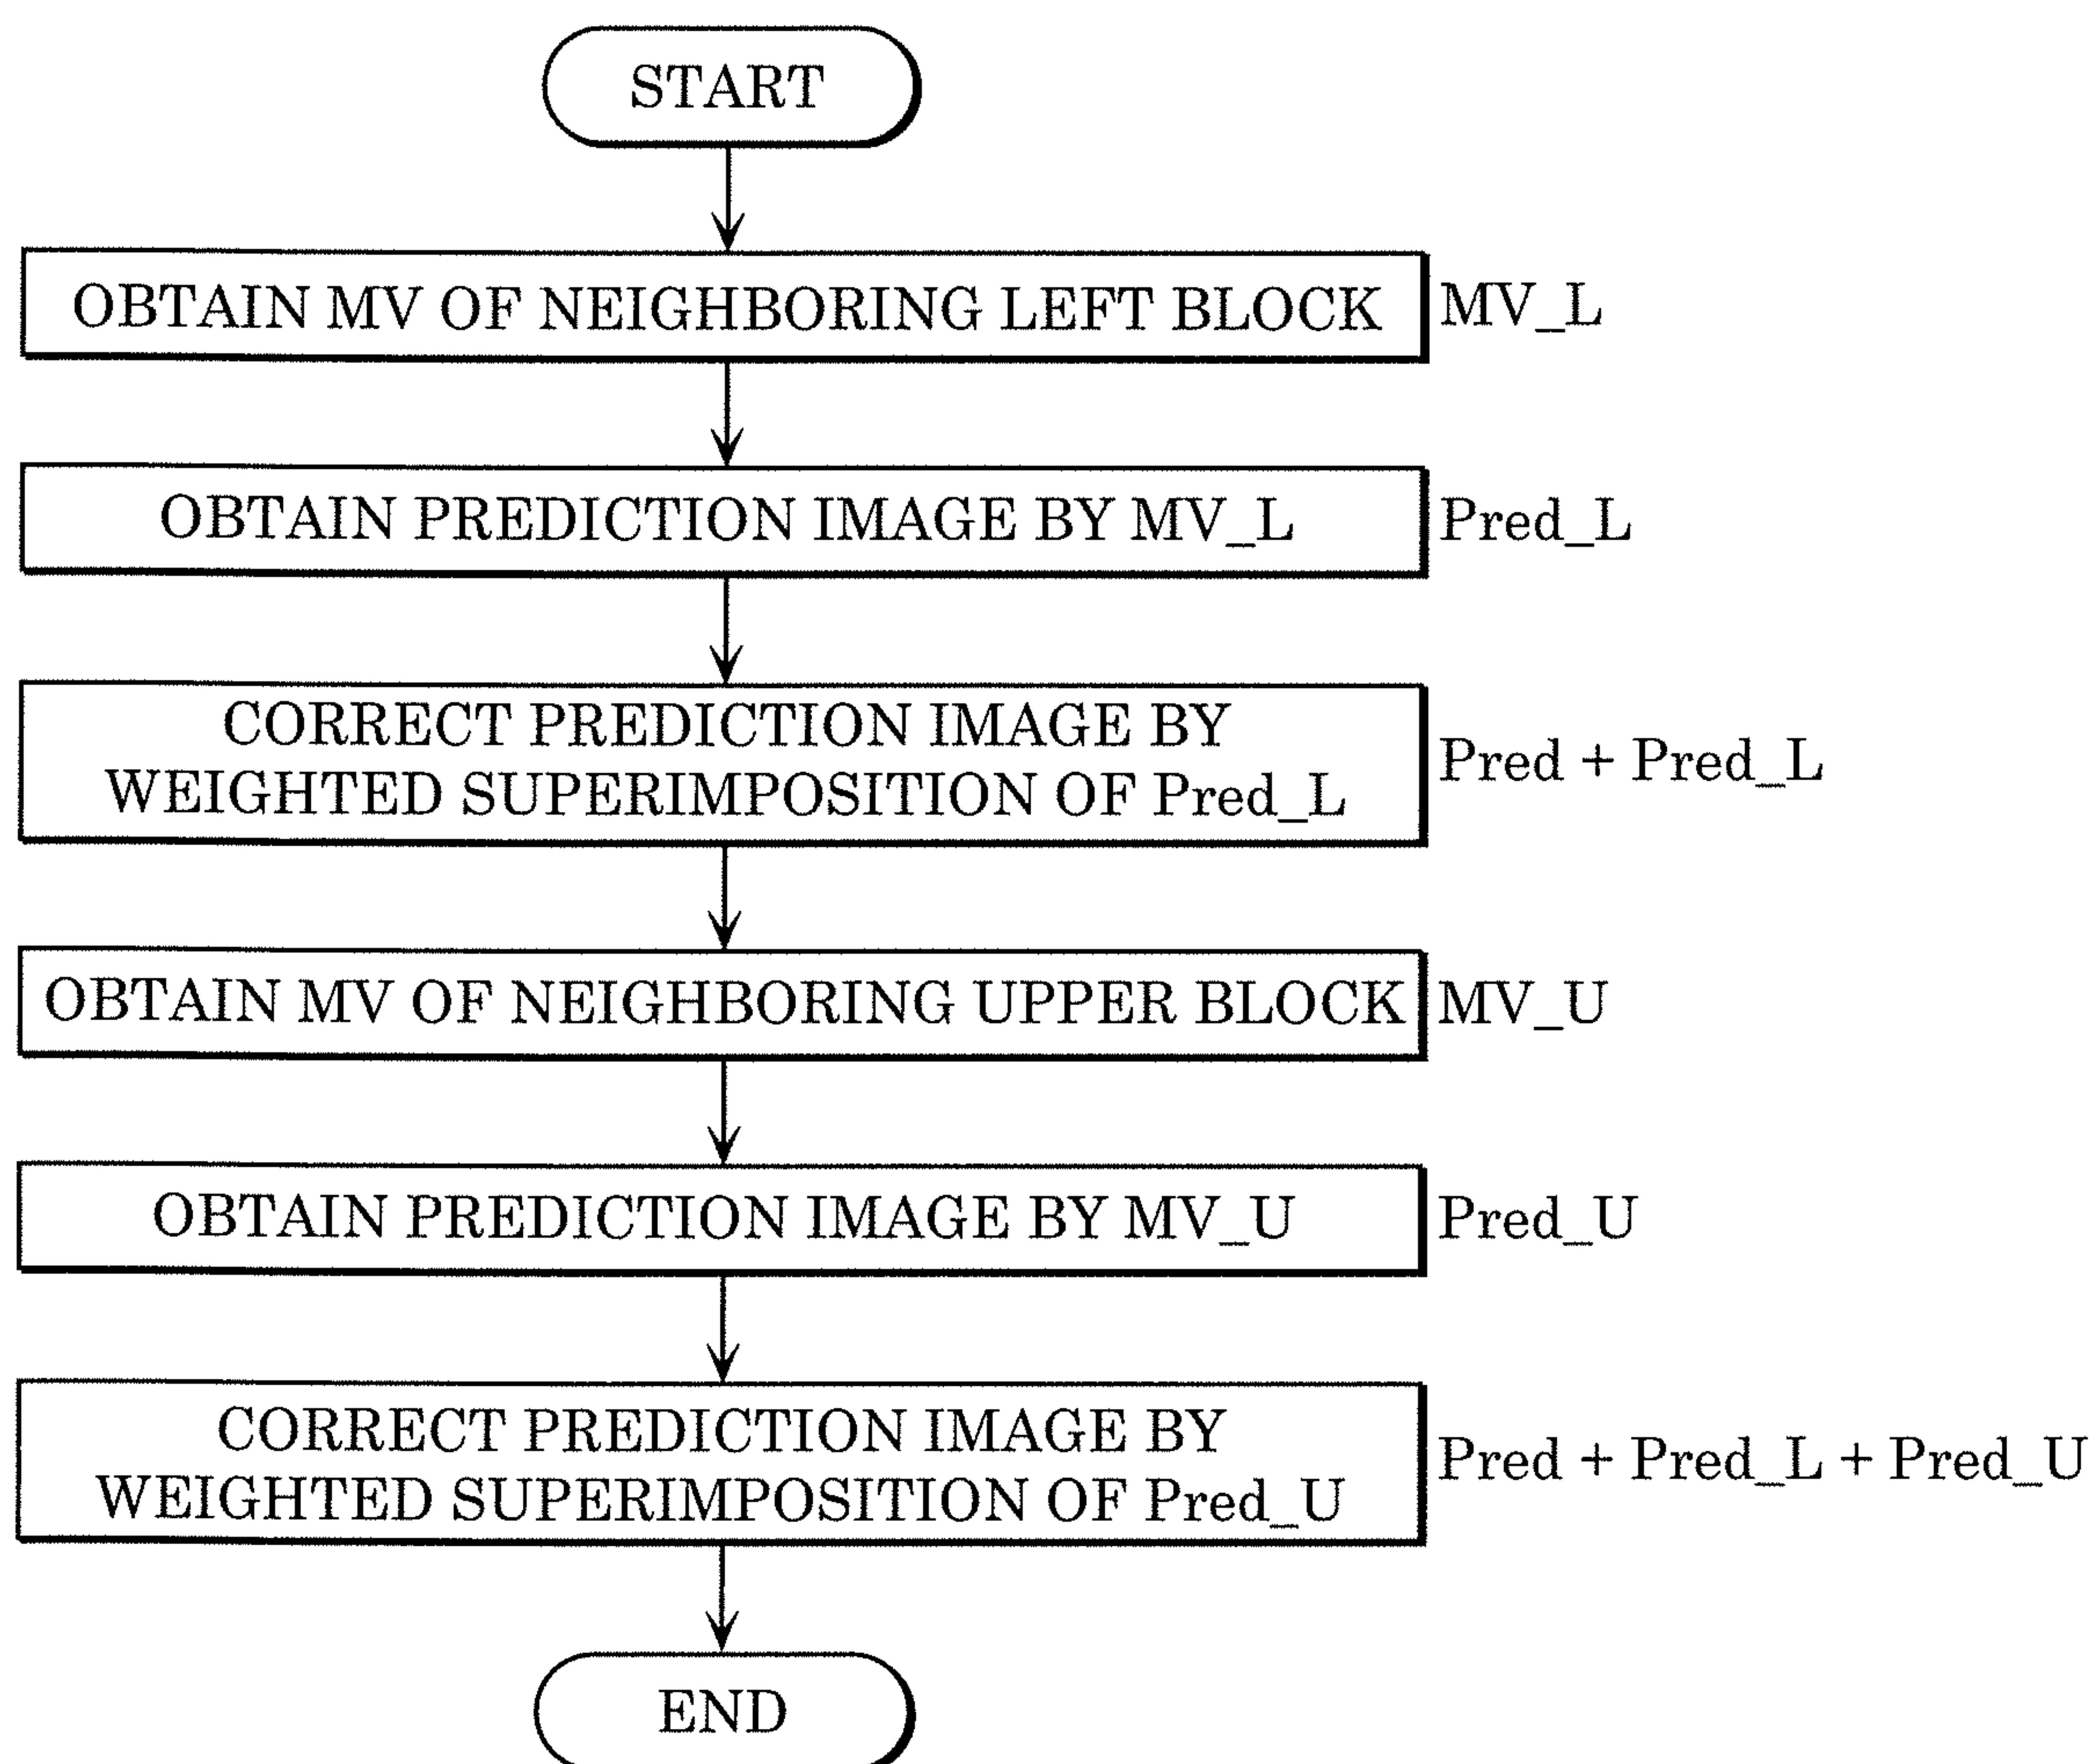 START
OBTAIN MV OF NEIGHBORING LEFT BLOCK
MV_L
OBTAIN PREDICTION IMAGE BY MV_L
Pred_L
CORRECT PREDICTION IMAGE BY
WEIGHTED SUPERIMPOSITION OF Pred_L
Pred + Pred_L
OBTAIN MV OF NEIGHBORING UPPER BLOCK
MV_U
OBTAIN PREDICTION IMAGE BY MV_U
Pred_U
CORRECT PREDICTION IMAGE BY
WEIGHTED SUPERIMPOSITION OF Pred_U
Pred + Pred_L + Pred_U
END